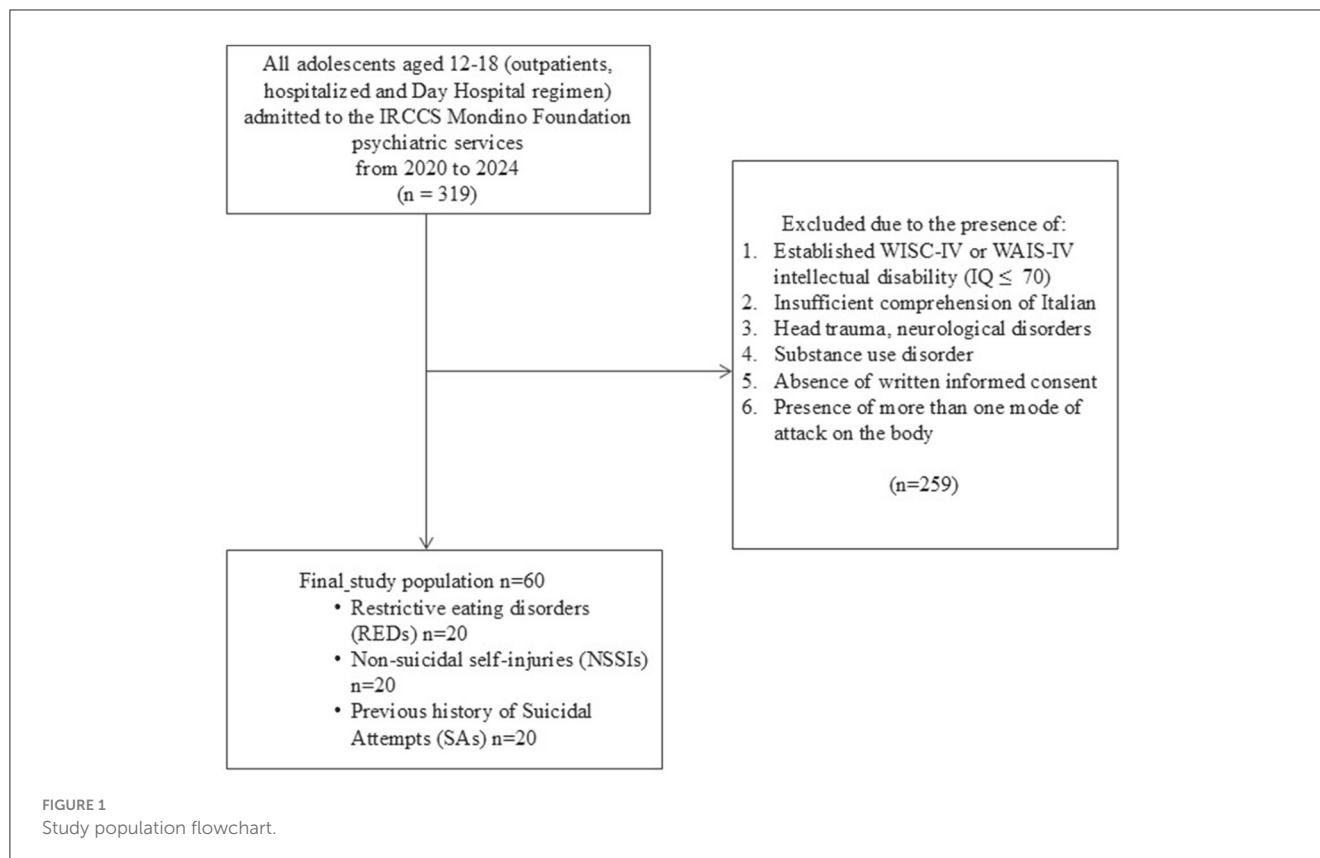 All adolescents aged 12-18 (outpatients,
hospitalized and Day Hospital regimen)
admitted to the IRCCS Mondino Foundation
psychiatric services
from 2020 to 2024
(n = 319)
Excluded due to the presence of:
1. Established WISC-IV or WAIS-IV
intellectual disability (IQ ≤ 70)
2. Insufficient comprehension of Italian
3. Head trauma, neurological disorders
4. Substance use disorder
5. Absence of written informed consent
6. Presence of more than one mode of
attack on the body
(n=259)
Final_study population n=60
• Restrictive eating disorders
(REDs) n=20
• Non-suicidal self-injuries (NSSIs)
n=20
• Previous history of Suicidal
Attempts (SAs) n=20
FIGURE 1
Study population flowchart.